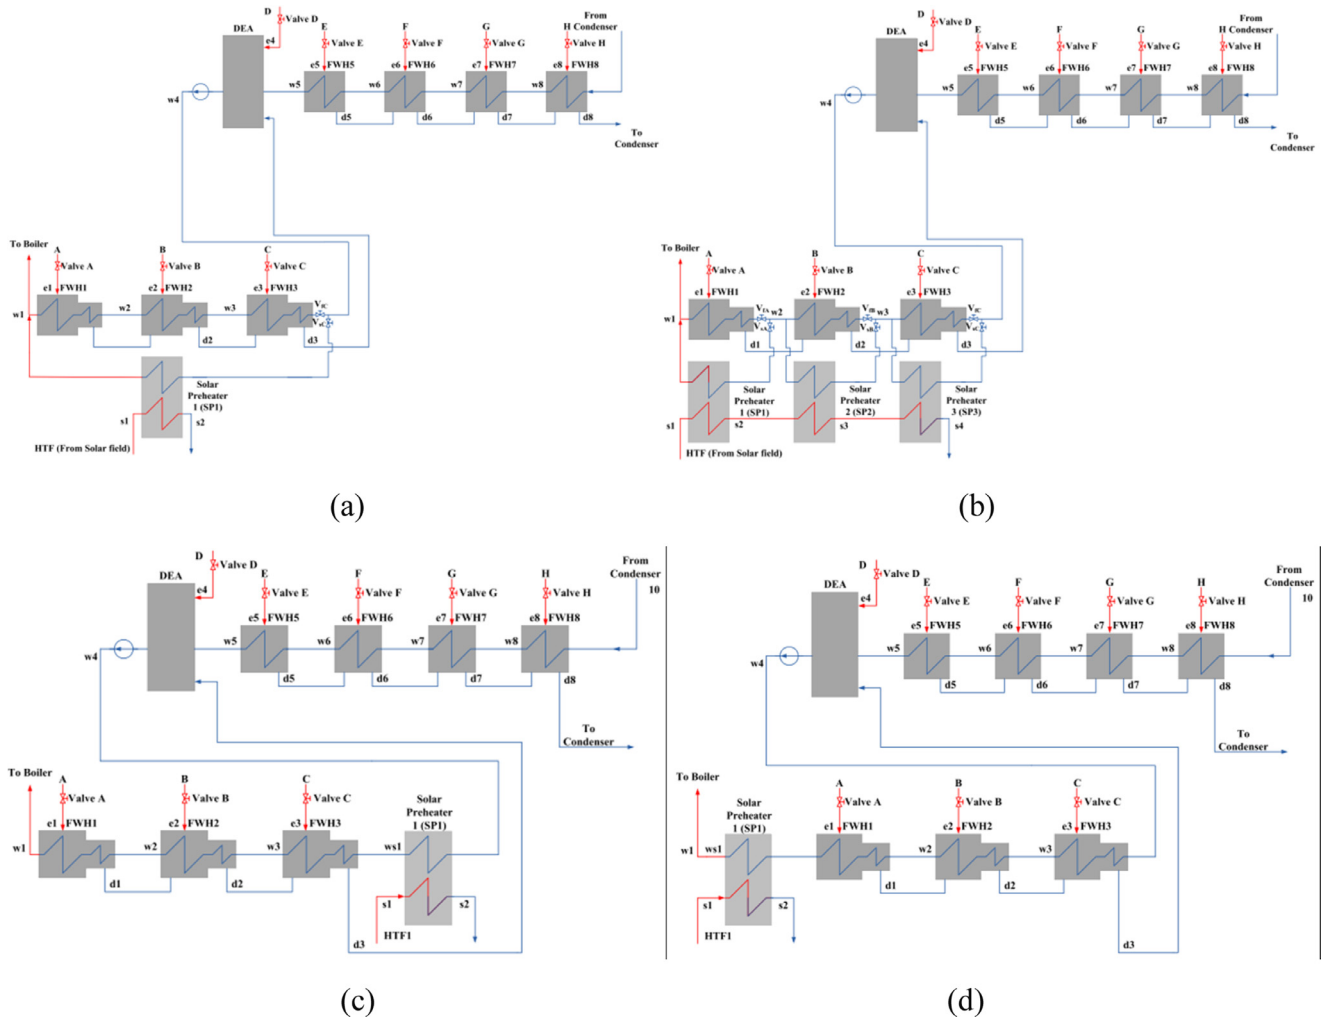 D
Valve D
DEA
e4
E
Valve E
F
Valve F
G
Valve G
H
Valve H
From
Condenser
e5 FWH5
e6 FWH6
e7 FWH7
e8 FWH8
w4
w5
w6
w7
w8
d5
d6
d7
d8
To
Condenser
To Boiler
A
Valve A
B
Valve B
C
Valve C
e1 FWH1
e2 FWH2
e3 FWH3
w1
w2
w3
VfC
VsC
d2
d3
Solar
Preheater
1 (SP1)
s1
s2
HTF (From Solar field)
(a)
D
Valve D
DEA
e4
E
Valve E
F
Valve F
G
Valve G
H
Valve H
From
Condenser
e5 FWH5
e6 FWH6
e7 FWH7
e8 FWH8
w4
w5
w6
w7
w8
d5
d6
d7
d8
To
Condenser
To Boiler
A
Valve A
B
Valve B
C
Valve C
e1 FWH1
e2 FWH2
e3 FWH3
w1
VfA
w2
VsA
VfB
w3
VsB
VfC
VsC
d1
d2
d3
Solar
Preheater
1 (SP1)
Solar
Preheater
2 (SP2)
Solar
Preheater
3 (SP3)
s1
s2
s3
s4
HTF (From Solar field)
(b)
D
Valve D
DEA
e4
E
Valve E
F
Valve F
G
Valve G
H
Valve H
From
Condenser
10
e5 FWH5
e6 FWH6
e7 FWH7
e8 FWH8
w4
w5
w6
w7
w8
d5
d6
d7
d8
To
Condenser
To Boiler
A
Valve A
B
Valve B
C
Valve C
Solar
Preheater
1 (SP1)
e1 FWH1
e2 FWH2
e3 FWH3
w1
w2
w3
ws1
d1
d2
s1
s2
HTF1
d3
(c)
D
Valve D
DEA
e4
E
Valve E
F
Valve F
G
Valve G
H
Valve H
From
Condenser
10
e5 FWH5
e6 FWH6
e7 FWH7
e8 FWH8
w4
w5
w6
w7
w8
d5
d6
d7
d8
To
Condenser
To Boiler
Solar
Preheater
1 (SP1)
A
Valve A
B
Valve B
C
Valve C
e1 FWH1
e2 FWH2
e3 FWH3
w1
ws1
w2
w3
d1
d2
s1
s2
HTF1
d3
(d)